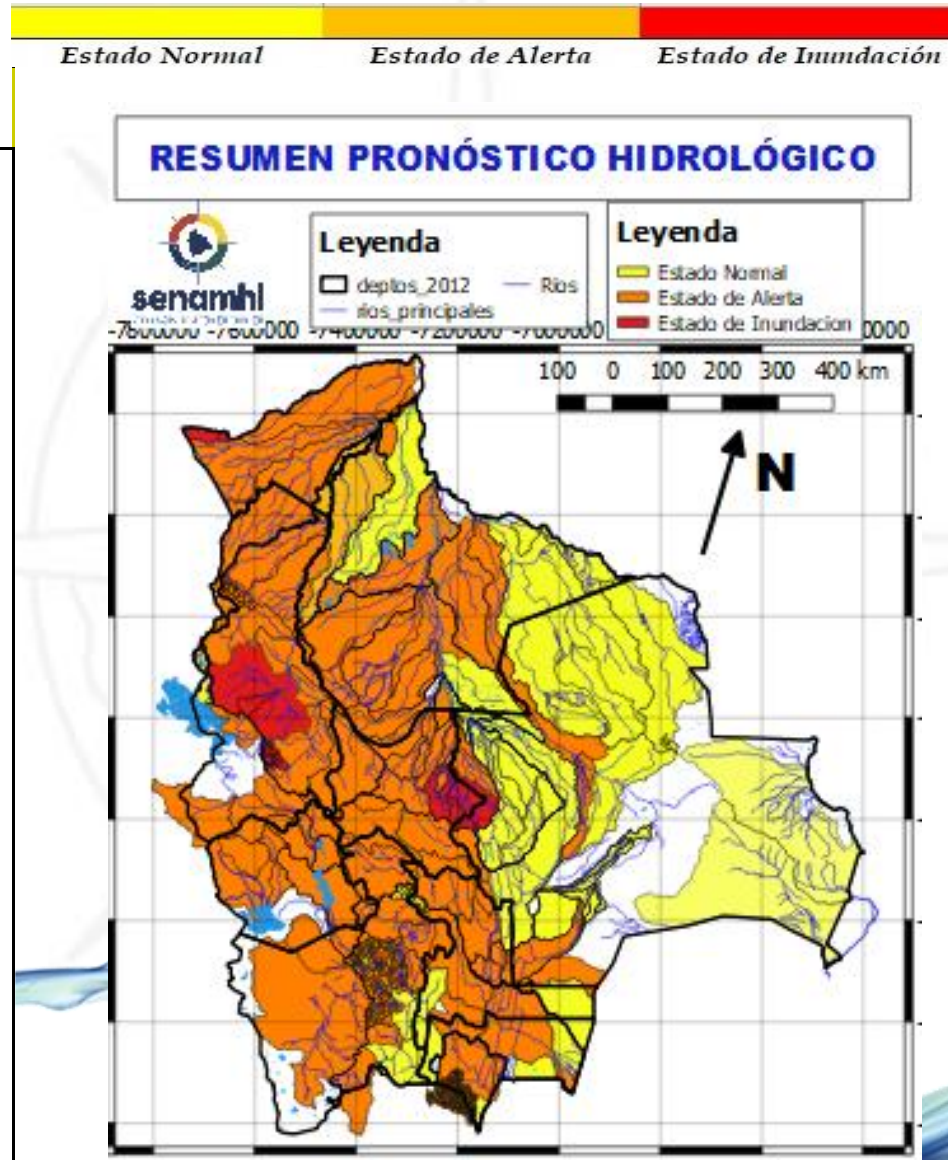 Estado Normal
Estado de Alerta
Estado de Inundación
RESUMEN PRONÓSTICO HIDROLÓGICO
senamhi
Leyenda
deptos_2012
Rios
rios_principales
Leyenda
Estado Normal
Estado de Alerta
Estado de Inundacion
-7600000 -7400000 -7200000 -7000000
100 0 100 200 300 400 km
N